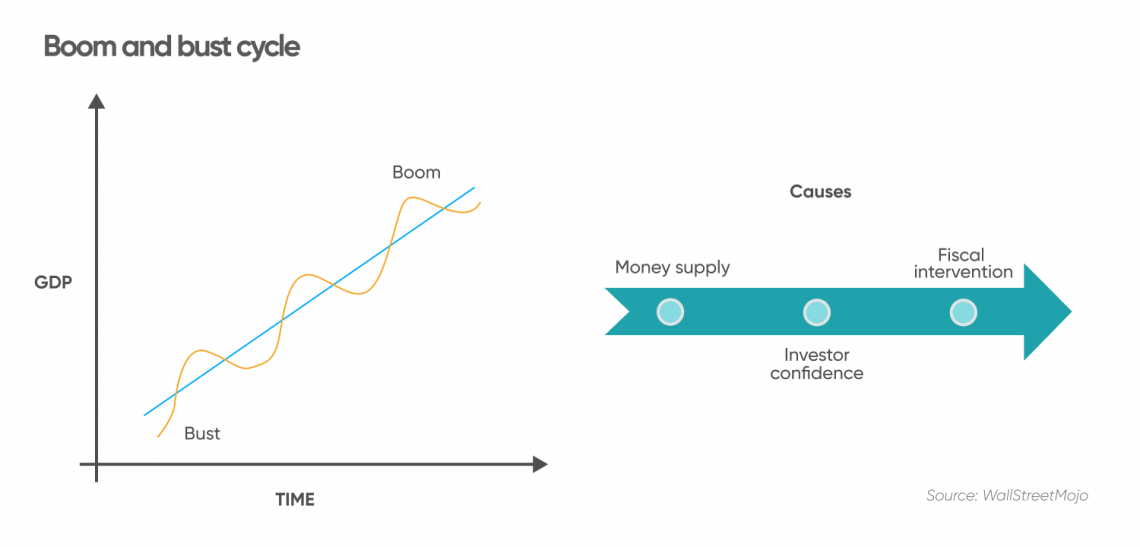 Boom and bust cycle
Boom
GDP
Bust
TIME
Causes
Money supply
Fiscal
intervention
Investor
confidence
Source: WallStreetMojo